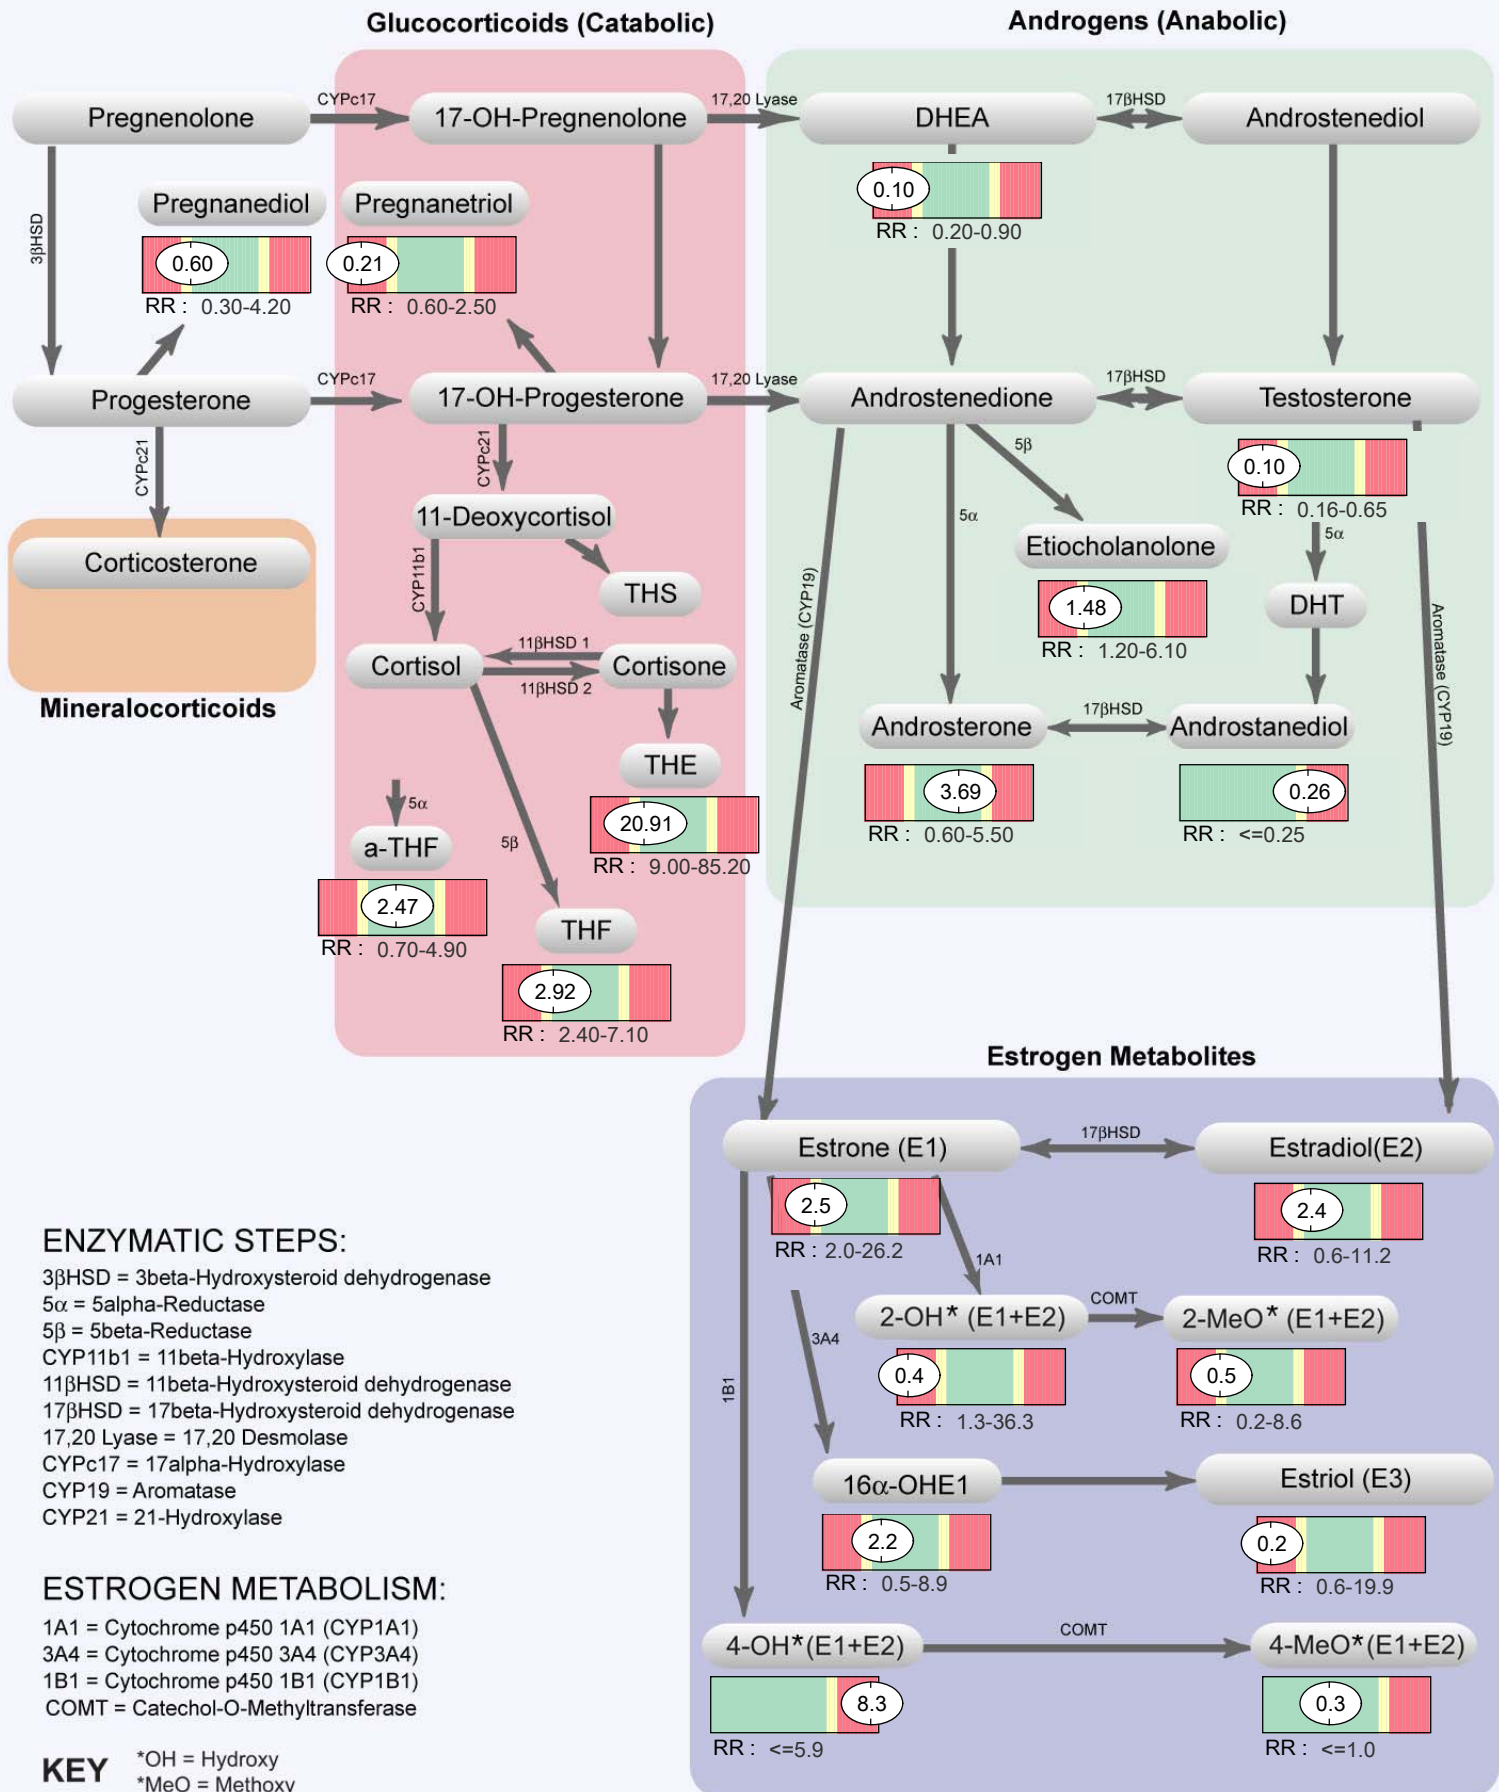 Glucocorticoids (Catabolic)
Androgens (Anabolic)
Pregnenolone
CYPc17
17-OH-Pregnenolone
17,20 Lyase
DHEA
17βHSD
Androstenediol
0.10
RR : 0.20-0.90
3βHSD
Pregnanediol
0.60
RR : 0.30-4.20
Pregnanetriol
0.21
RR : 0.60-2.50
Progesterone
CYPc17
17-OH-Progesterone
17,20 Lyase
Androstenedione
17βHSD
Testosterone
0.10
RR : 0.16-0.65
CYPc21
CYPc21
5β
5α
5α
Corticosterone
Mineralocorticoids
11-Deoxycortisol
CYP11b1
THS
Etiocholanolone
1.48
RR : 1.20-6.10
DHT
Aromatase (CYP19)
Aromatase (CYP19)
Cortisol
11βHSD 1
11βHSD 2
Cortisone
THE
20.91
RR : 9.00-85.20
Androsterone
17βHSD
Androstanediol
3.69
RR : 0.60-5.50
0.26
RR : <=0.25
5α
a-THF
2.47
RR : 0.70-4.90
5β
THF
2.92
RR : 2.40-7.10
Estrogen Metabolites
Estrone (E1)
17βHSD
Estradiol(E2)
2.5
RR : 2.0-26.2
2.4
RR : 0.6-11.2
1A1
2-OH* (E1+E2)
COMT
2-MeO* (E1+E2)
0.4
RR : 1.3-36.3
0.5
RR : 0.2-8.6
3A4
1B1
16α-OHE1
Estriol (E3)
2.2
RR : 0.5-8.9
0.2
RR : 0.6-19.9
4-OH*(E1+E2)
COMT
4-MeO*(E1+E2)
8.3
RR : <=5.9
0.3
RR : <=1.0
ENZYMATIC STEPS:
3βHSD = 3beta-Hydroxysteroid dehydrogenase
5α = 5alpha-Reductase
5β = 5beta-Reductase
CYP11b1 = 11beta-Hydroxylase
11βHSD = 11beta-Hydroxysteroid dehydrogenase
17βHSD = 17beta-Hydroxysteroid dehydrogenase
17,20 Lyase = 17,20 Desmolase
CYPc17 = 17alpha-Hydroxylase
CYP19 = Aromatase
CYP21 = 21-Hydroxylase
ESTROGEN METABOLISM:
1A1 = Cytochrome p450 1A1 (CYP1A1)
3A4 = Cytochrome p450 3A4 (CYP3A4)
1B1 = Cytochrome p450 1B1 (CYP1B1)
COMT = Catechol-O-Methyltransferase
KEY
*OH = Hydroxy
*MeO = Methoxy